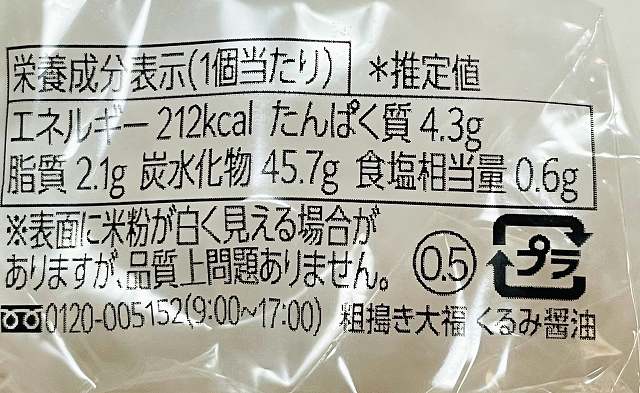 栄養成分表示(1個当たり) *推定値
エネルギー 212kcal たんぱく質 4.3g
脂質 2.1g 炭水化物 45.7g 食塩相当量 0.6g
※表面に米粉が白く見える場合が
ありますが、品質上問題ありません。
0.5 プラ
0120-005152(9:00~17:00) 粗搗き大福 くるみ醤油